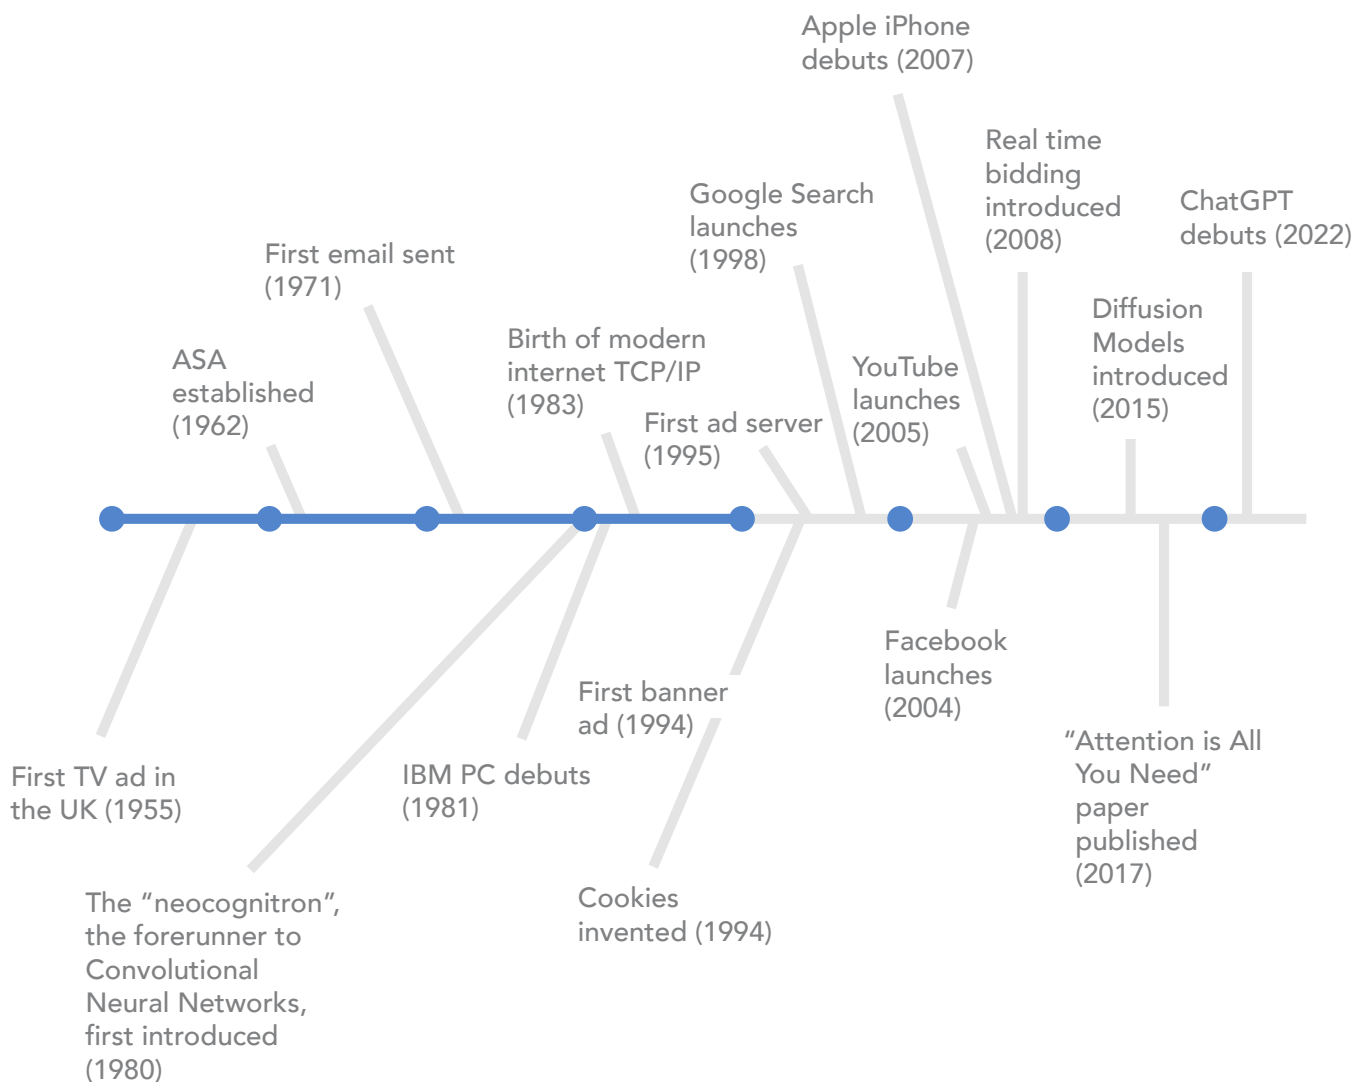 Apple iPhone
debuts (2007)
Real time
bidding
introduced
(2008)
Google Search
launches
(1998)
ChatGPT
debuts (2022)
First email sent
(1971)
Diffusion
Models
introduced
(2015)
Birth of modern
internet TCP/IP
(1983)
ASA
established
(1962)
YouTube
launches
(2005)
First ad server
(1995)
Facebook
launches
(2004)
First banner
ad (1994)
"Attention is All
You Need"
paper
published
(2017)
First TV ad in
the UK (1955)
IBM PC debuts
(1981)
The "neocognitron",
the forerunner to
Convolutional
Neural Networks,
first introduced
(1980)
Cookies
invented (1994)